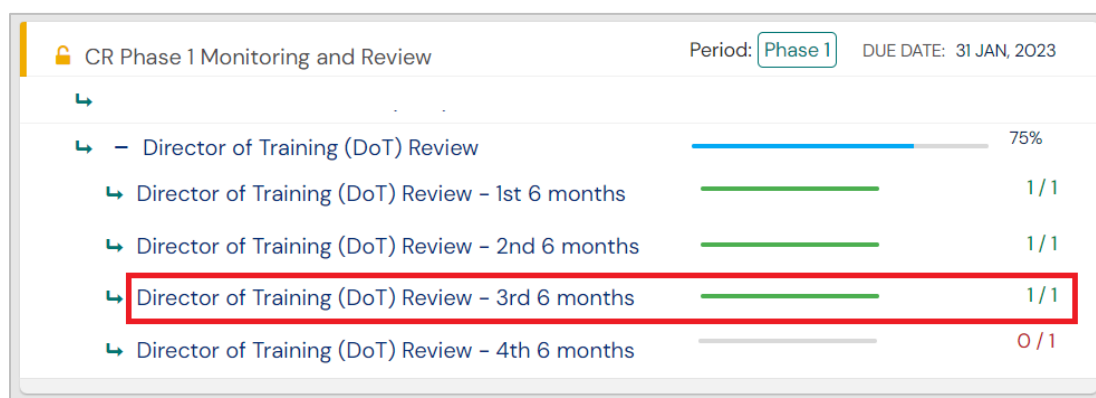 CR Phase 1 Monitoring and Review Period: Phase 1 DUE DATE: 31 JAN, 2023
Director of Training (DoT) Review 75%
Director of Training (DoT) Review - 1st 6 months 1 / 1
Director of Training (DoT) Review - 2nd 6 months 1 / 1
Director of Training (DoT) Review - 3rd 6 months 1 / 1
Director of Training (DoT) Review - 4th 6 months 0 / 1